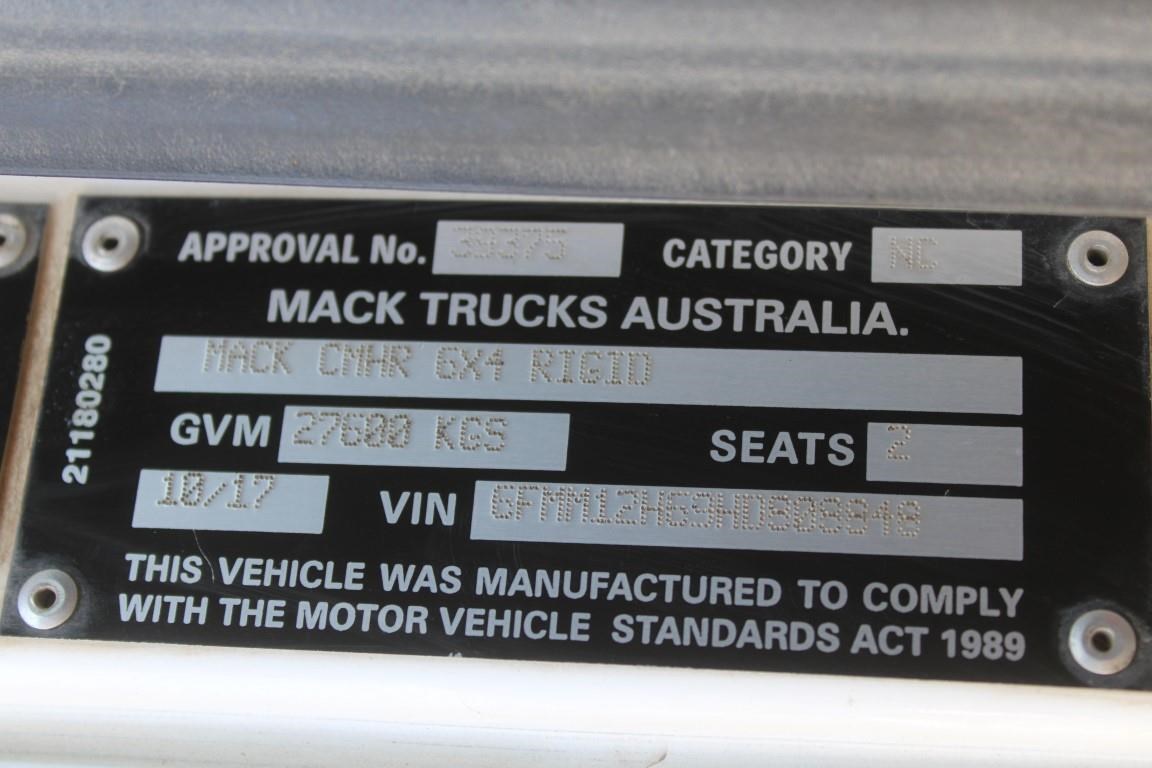 APPROVAL No. 39375 CATEGORY NC
MACK TRUCKS AUSTRALIA.
MACK CMHR 6X4 RIGID
GVM 27600 KGS SEATS 2
10/17 VIN
THIS VEHICLE WAS MANUFACTURED TO COMPLY
WITH THE MOTOR VEHICLE STANDARDS ACT 1989
21180280